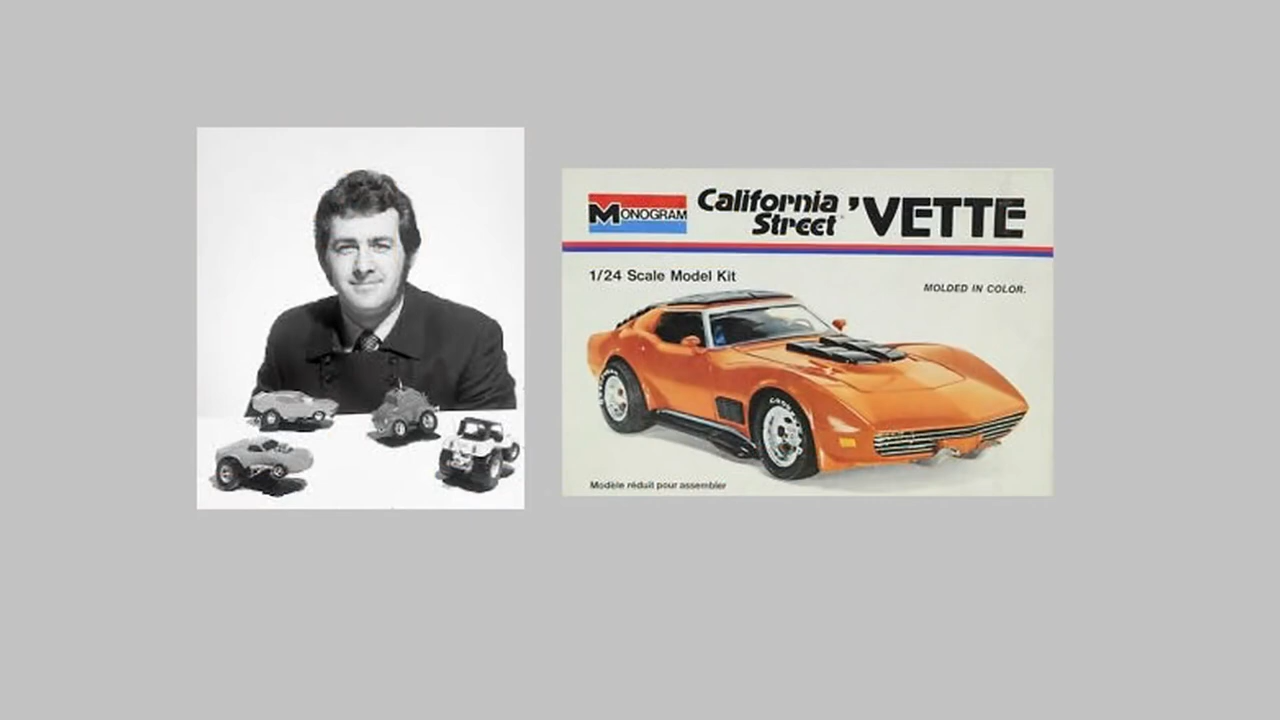 MONOGRAM
California
Street
'VETTE
1/24 Scale Model Kit
MOLDED IN COLOR.
Modèle réduit pour assembler